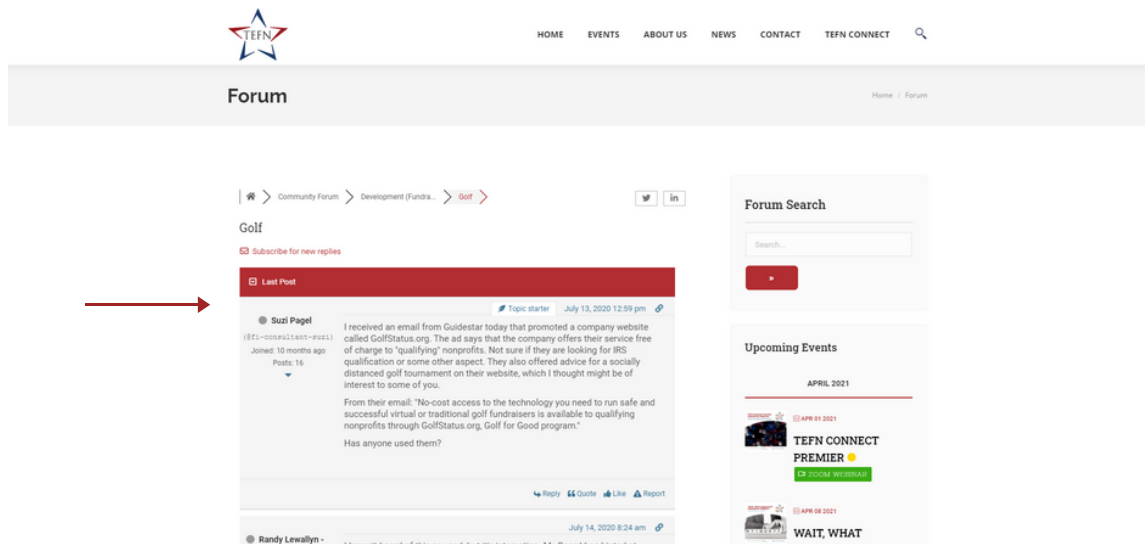 TEFN
HOME EVENTS ABOUT US NEWS CONTACT TEFN CONNECT
Forum
Home / Forum
Community Forum Development (Fundra... Golf
Golf
Subscribe for new replies
Last Post
Topic starter July 13, 2020 12:59 pm
Suzi Pagel
(@fi-consultant-suzi)
Joined: 10 months ago
Posts: 16
I received an email from Guidestar today that promoted a company website
called GolfStatus.org. The ad says that the company offers their service free
of charge to "qualifying" nonprofits. Not sure if they are looking for IRS
qualification or some other aspect. They also offered advice for a socially
distanced golf tournament on their website, which I thought might be of
interest to some of you.
From their email: "No-cost access to the technology you need to run safe and
successful virtual or traditional golf fundraisers is available to qualifying
nonprofits through GolfStatus.org, Golf for Good program."
Has anyone used them?
Reply Quote Like Report
July 14, 2020 8:24 am
Randy Lewallyn -
Forum Search
Search...
»
Upcoming Events
APRIL 2021
APR 01 2021
TEFN CONNECT
PREMIER
ZOOM WEBINAR
APR 08 2021
WAIT, WHAT